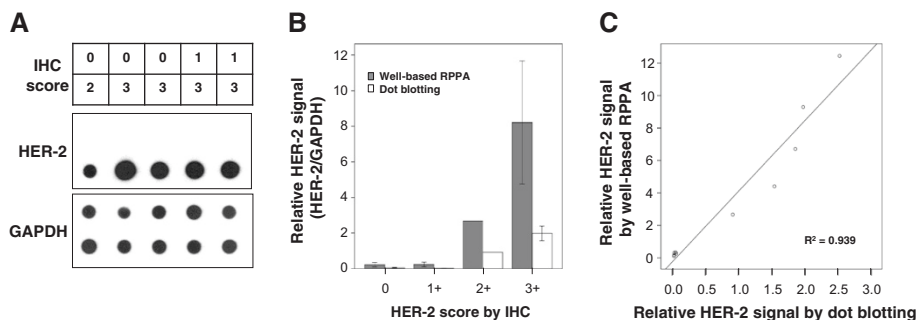 A
IHC score
0 0 0 1 1
2 3 3 3 3
HER-2
GAPDH
B
Relative HER-2 signal
(HER-2/GAPDH)
12
10
8
6
4
2
0
Well-based RPPA
Dot blotting
0 1+ 2+ 3+
HER-2 score by IHC
C
Relative HER-2 signal
by well-based RPPA
12
10
8
6
4
2
0
R² = 0.939
0.0 0.5 1.0 1.5 2.0 2.5 3.0
Relative HER-2 signal by dot blotting